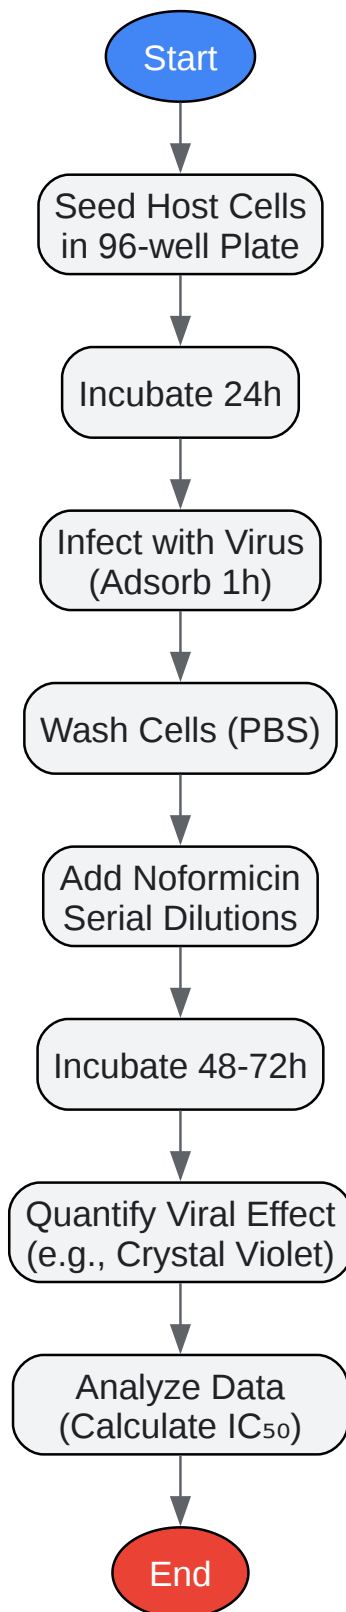 Start
Seed Host Cells
in 96-well Plate
Incubate 24h
Infect with Virus
(Adsorb 1h)
Wash Cells (PBS)
Add Noformicin
Serial Dilutions
Incubate 48-72h
Quantify Viral Effect
(e.g., Crystal Violet)
Analyze Data
(Calculate IC₅₀)
End